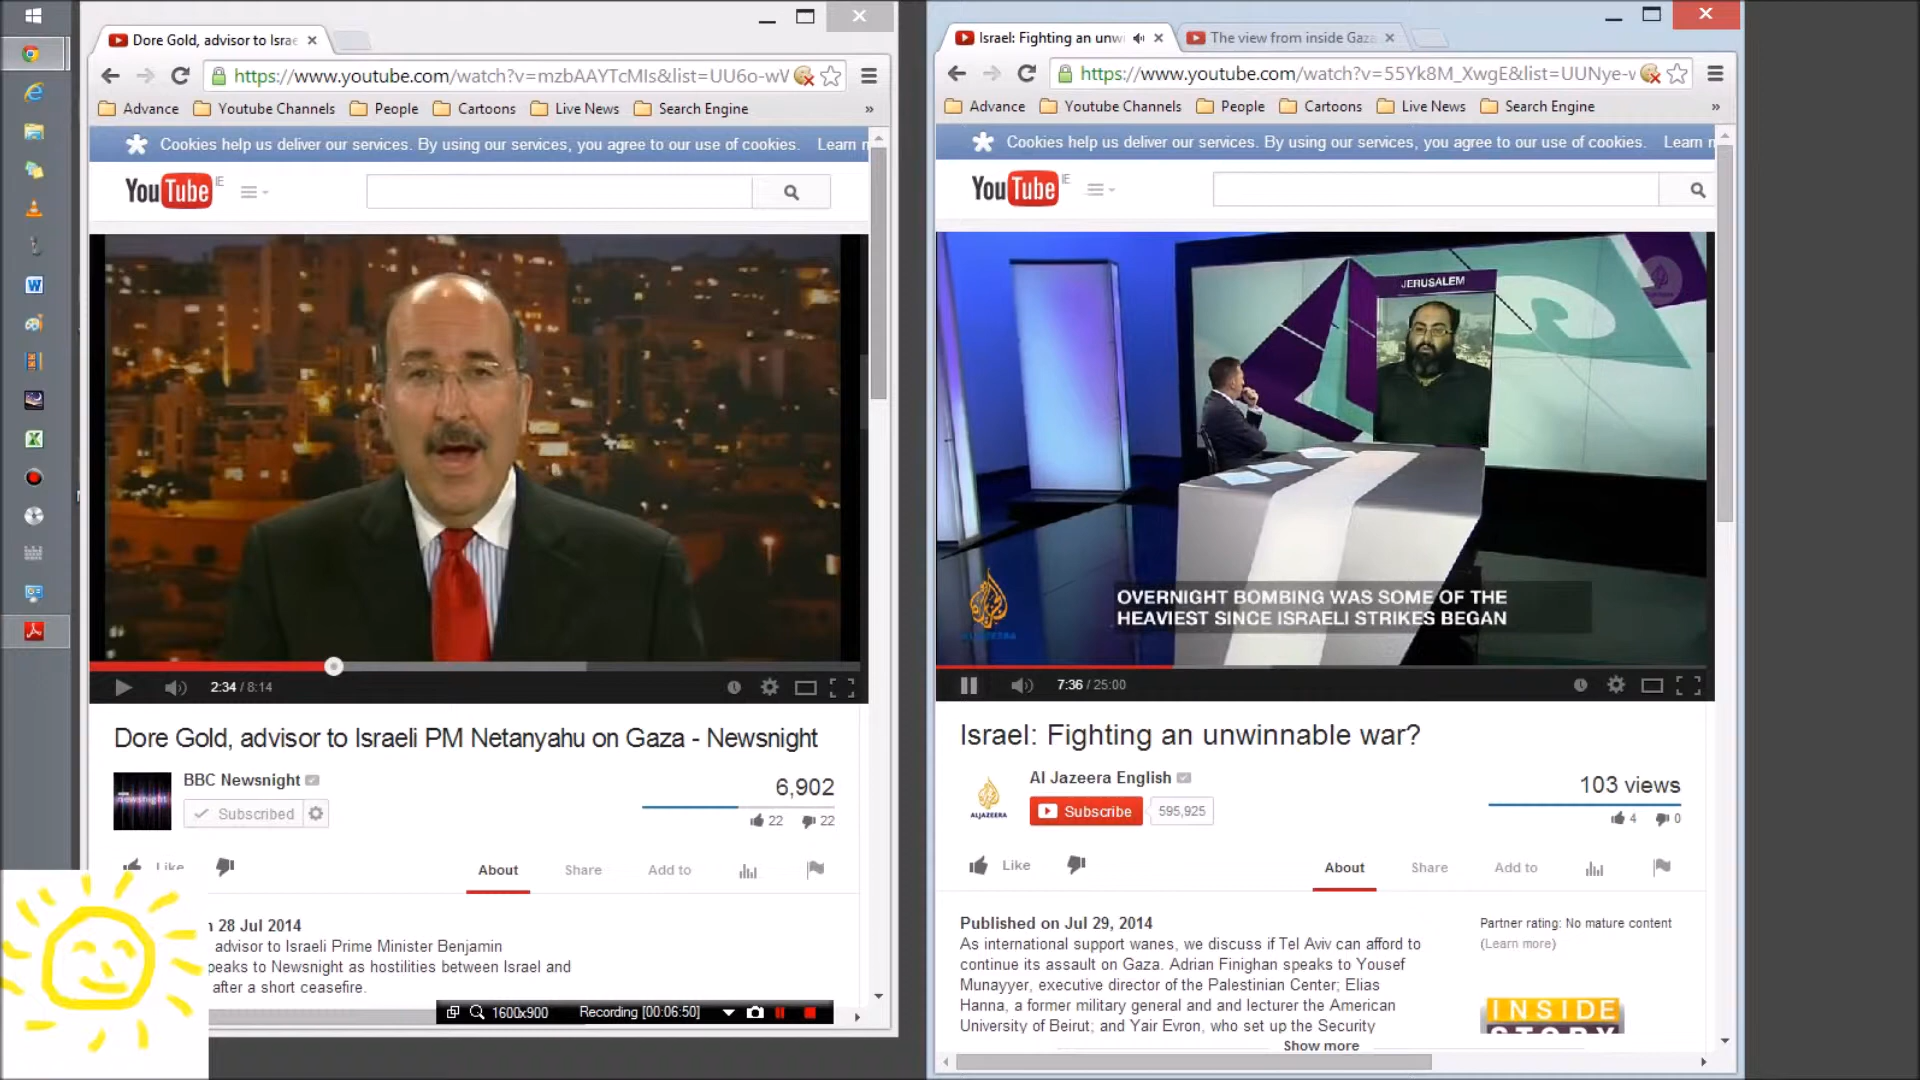 Dore Gold, advisor to Israe
https://www.youtube.com/watch?v=mzbAAYTcMIs&list=UU6o-wV
Advance Youtube Channels People Cartoons Live News Search Engine »
Cookies help us deliver our services. By using our services, you agree to our use of cookies. Learn
YouTube IE
2:34 / 8:14
Dore Gold, advisor to Israeli PM Netanyahu on Gaza - Newsnight
newsnight
BBC Newsnight
Subscribed
6,902
22 22
Like
About Share Add to
28 Jul 2014
advisor to Israeli Prime Minister Benjamin
peaks to Newsnight as hostilities between Israel and
after a short ceasefire.
1600x900 Recording [00:06:50]
Israel: Fighting an unw
The view from inside Gaza
https://www.youtube.com/watch?v=55Yk8M_XwgE&list=UUNye-w
Advance Youtube Channels People Cartoons Live News Search Engine »
Cookies help us deliver our services. By using our services, you agree to our use of cookies. Learn
YouTube IE
JERUSALEM
ALJAZEERA
OVERNIGHT BOMBING WAS SOME OF THE
HEAVIEST SINCE ISRAELI STRIKES BEGAN
7:36 / 25:00
Israel: Fighting an unwinnable war?
ALJAZEERA
Al Jazeera English
Subscribe 595,925
103 views
4 0
Like
About Share Add to
Published on Jul 29, 2014
As international support wanes, we discuss if Tel Aviv can afford to
continue its assault on Gaza. Adrian Finighan speaks to Yousef
Munayyer, executive director of the Palestinian Center; Elias
Hanna, a former military general and and lecturer the American
University of Beirut; and Yair Evron, who set up the Security
Show more
Partner rating: No mature content
(Learn more)
INSIDE
STORY